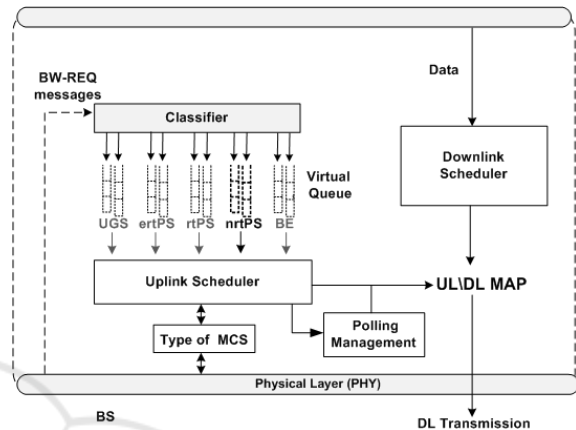 Data
BW-REQ
messages
Classifier
Downlink
Scheduler
Virtual
Queue
UGS ertPS rtPS nrtPS BE
Uplink Scheduler
UL\DL MAP
Type of MCS
Polling
Management
Physical Layer (PHY)
BS
DL Transmission